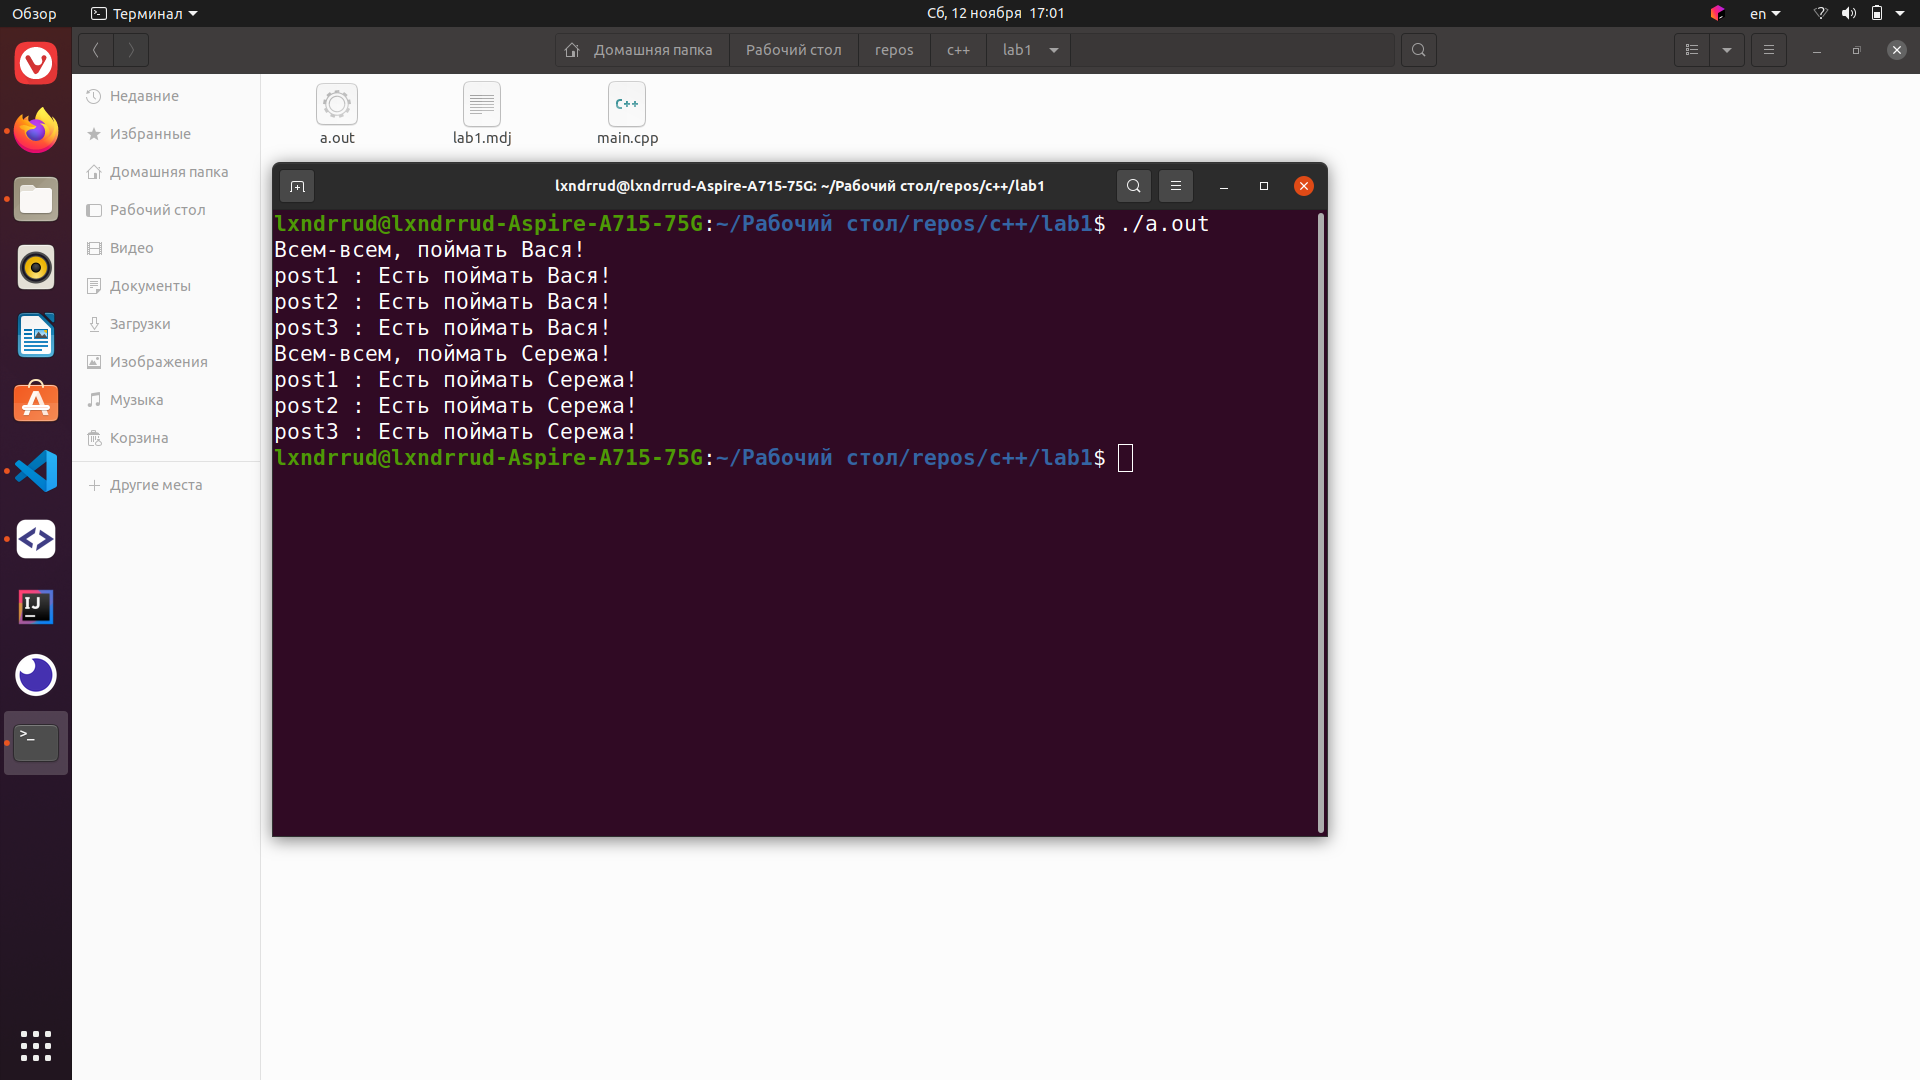 Обзор
Терминал
Сб, 12 ноября 17:01
en
Домашняя папка
Рабочий стол
repos
c++
lab1
Недавние
Избранные
Домашняя папка
Рабочий стол
Видео
Документы
Загрузки
Изображения
Музыка
Корзина
Другие места
C++
a.out
lab1.mdj
main.cpp
lxndrrud@lxndrrud-Aspire-A715-75G: ~/Рабочий стол/repos/c++/lab1
lxndrrud@lxndrrud-Aspire-A715-75G:~/Рабочий стол/repos/c++/lab1$ ./a.out
Всем-всем, поймать Вася!
post1 : Есть поймать Вася!
post2 : Есть поймать Вася!
post3 : Есть поймать Вася!
Всем-всем, поймать Сережа!
post1 : Есть поймать Сережа!
post2 : Есть поймать Сережа!
post3 : Есть поймать Сережа!
lxndrrud@lxndrrud-Aspire-A715-75G:~/Рабочий стол/repos/c++/lab1$
IJ
>_